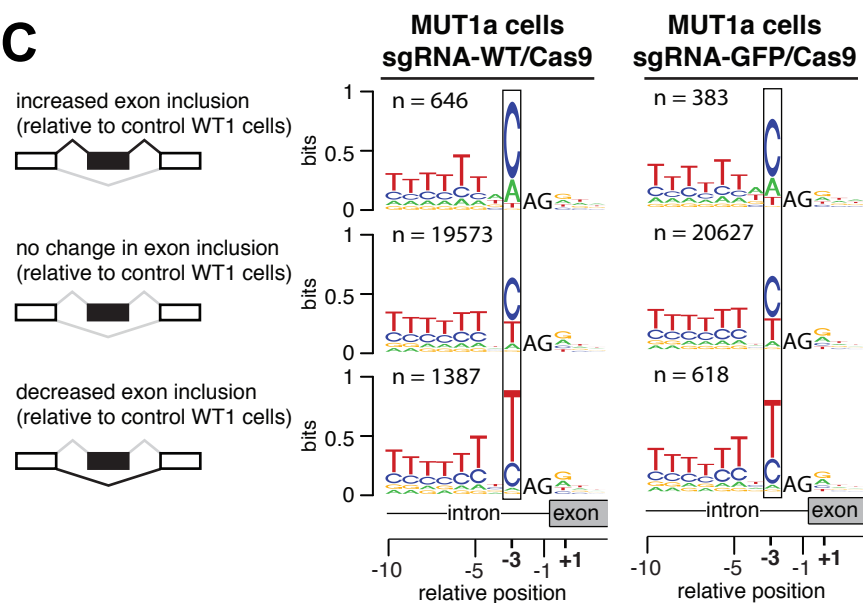 C
MUT1a cells
sgRNA-WT/Cas9
MUT1a cells
sgRNA-GFP/Cas9
increased exon inclusion
(relative to control WT1 cells)
1
bits
0.5
0
n = 646
C
A
AG
n = 383
C
A
AG
no change in exon inclusion
(relative to control WT1 cells)
1
bits
0.5
0
n = 19573
C
T
A
AG
n = 20627
C
T
A
AG
decreased exon inclusion
(relative to control WT1 cells)
1
bits
0.5
0
n = 1387
T
C
AG
n = 618
T
C
AG
intron
exon
intron
exon
-10
-5
-3
-1
+1
-10
-5
-3
-1
+1
relative position
relative position